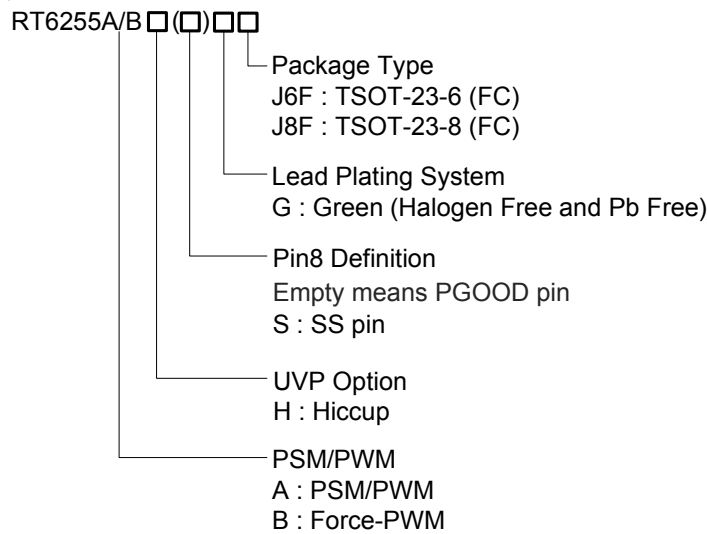 RT6255A/B □ (□) □ □
Package Type
J6F : TSOT-23-6 (FC)
J8F : TSOT-23-8 (FC)
Lead Plating System
G : Green (Halogen Free and Pb Free)
Pin8 Definition
Empty means PGOOD pin
S : SS pin
UVP Option
H : Hiccup
PSM/PWM
A : PSM/PWM
B : Force-PWM